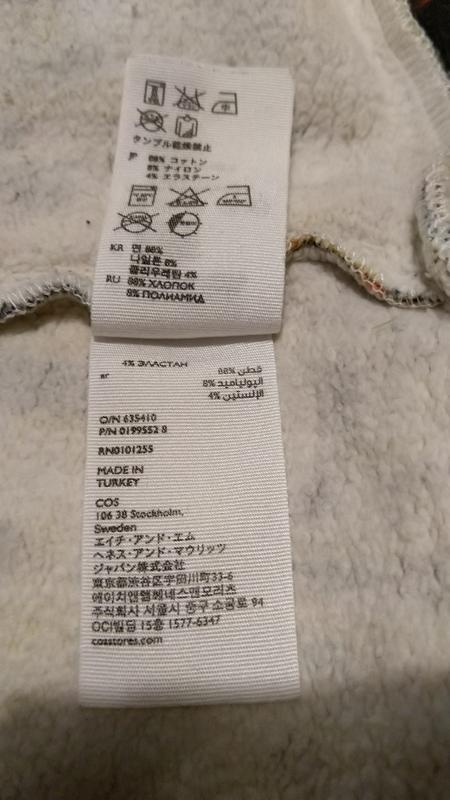 タンブル乾燥禁止
JP 88% コットン
8% ナイロン
4% エラステーン
KR 면 88%
나일론 8%
폴리우레탄 4%
RU 88% ХЛОПОК
8% ПОЛИАМИД
4% ЭЛАСТАН
قطن %88
البولياميد %8
الإلستين %4
O/N 635410
P/N 0199552 8
RN0101255
MADE IN
TURKEY
COS
106 38 Stockholm,
Sweden
エイチ・アンド・エム
ヘネス・アンド・マウリッツ
ジャパン株式会社
東京都渋谷区宇田川町33-6
에이치앤엠헤네스앤모리츠
주식회사 서울시 중구 소공로 94
OCI빌딩 15층 1577-6347
cosstores.com